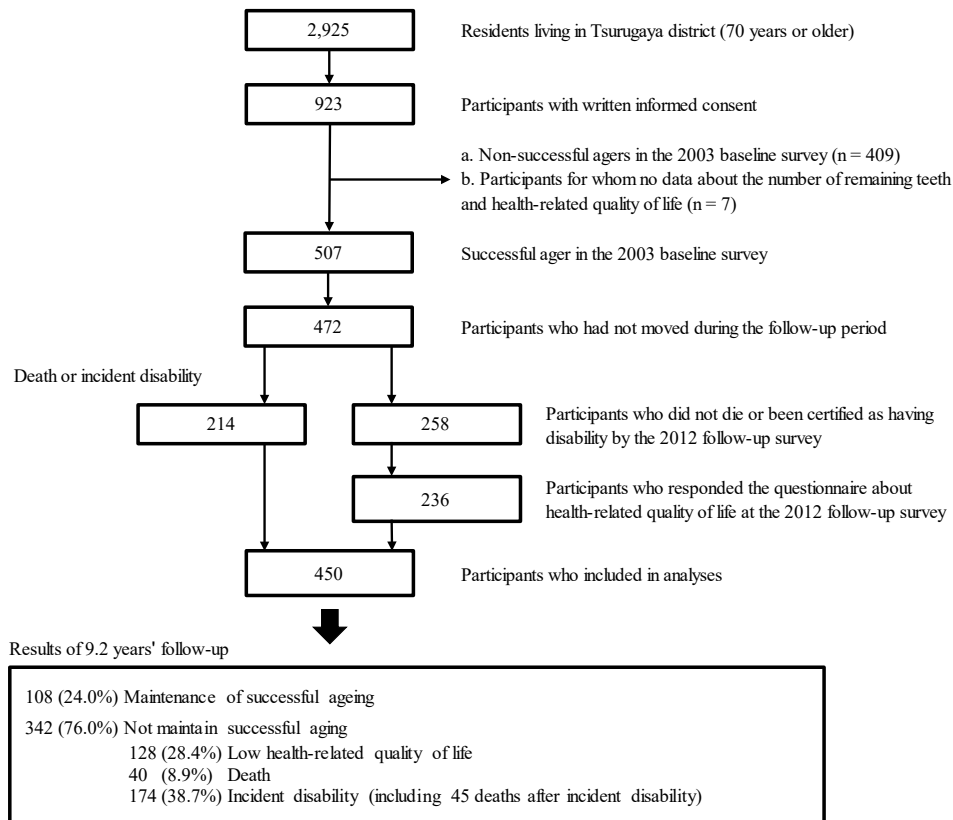 2,925
Residents living in Tsurugaya district (70 years or older)
923
Participants with written informed consent
a. Non-successful agers in the 2003 baseline survey (n = 409)
b. Participants for whom no data about the number of remaining teeth
and health-related quality of life (n = 7)
507
Successful ager in the 2003 baseline survey
472
Participants who had not moved during the follow-up period
Death or incident disability
214
258
Participants who did not die or been certified as having
disability by the 2012 follow-up survey
236
Participants who responded the questionnaire about
health-related quality of life at the 2012 follow-up survey
450
Participants who included in analyses
Results of 9.2 years' follow-up
108 (24.0%) Maintenance of successful ageing
342 (76.0%) Not maintain successful aging
128 (28.4%) Low health-related quality of life
40 (8.9%) Death
174 (38.7%) Incident disability (including 45 deaths after incident disability)